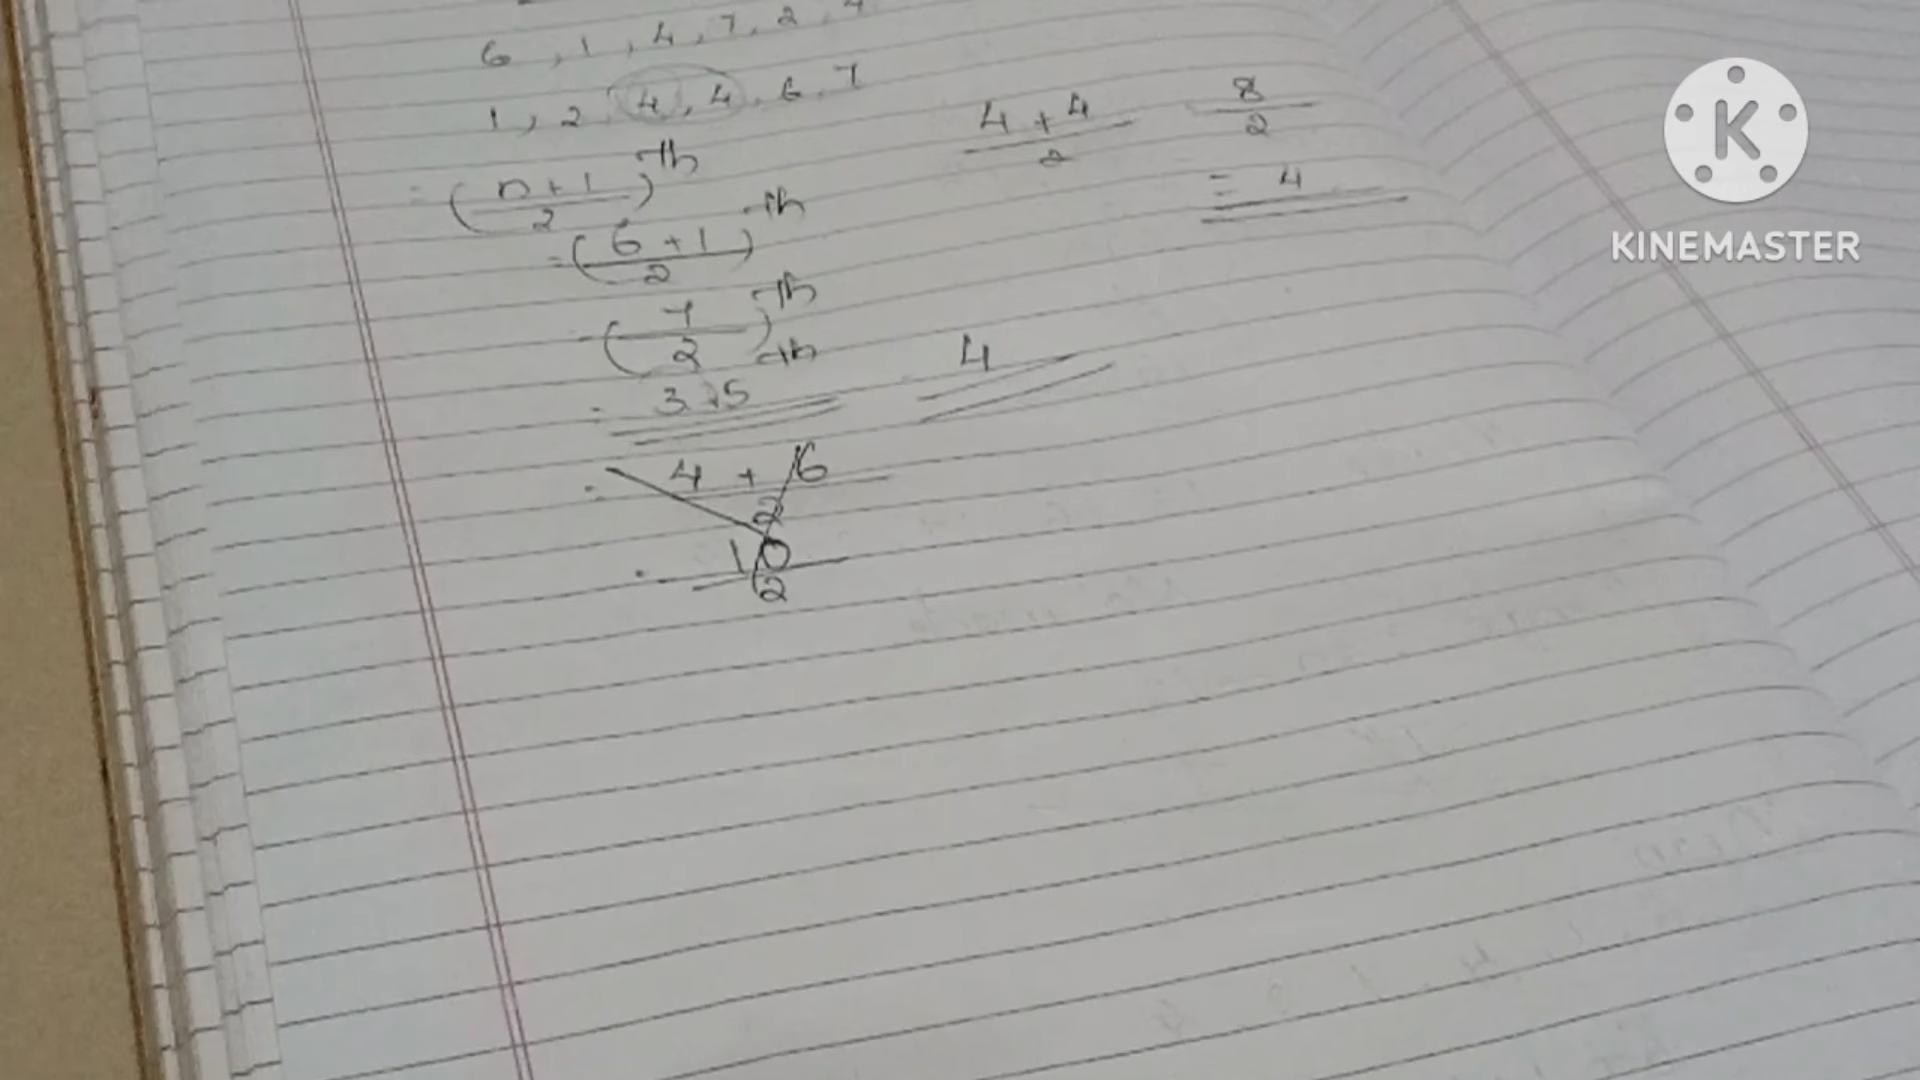 6, 1, 4, 7, 2, 4
1, 2, 4, 4, 6, 7
= (n+1/2)th
= (6+1/2)th
= (7/2)th
= 3.5th 4
= 4 + 6/2
= 10/2
4+4/2 8/2
= 4
K
KINEMASTER